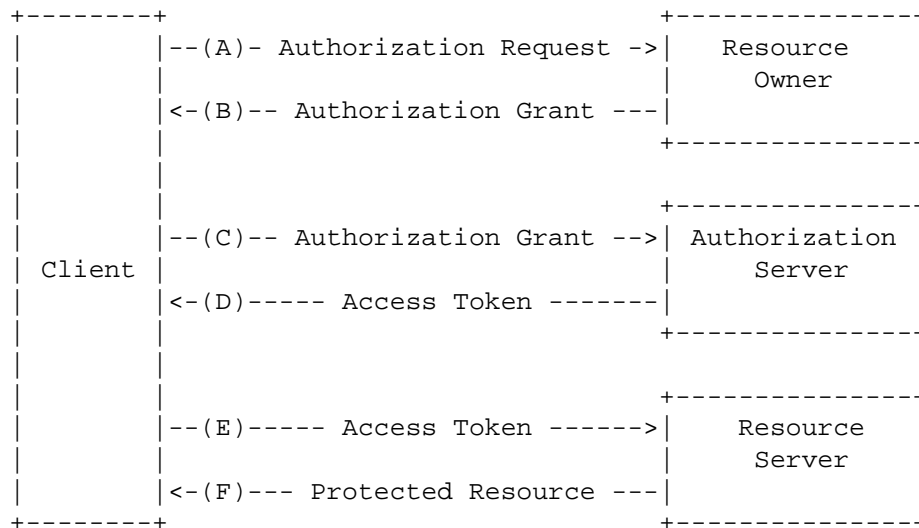 --(A)- Authorization Request -> Resource
Owner
<-(B)-- Authorization Grant ---
--(C)-- Authorization Grant --> Authorization
Client Server
<-(D)----- Access Token -------
--(E)----- Access Token ------> Resource
Server
<-(F)--- Protected Resource ---